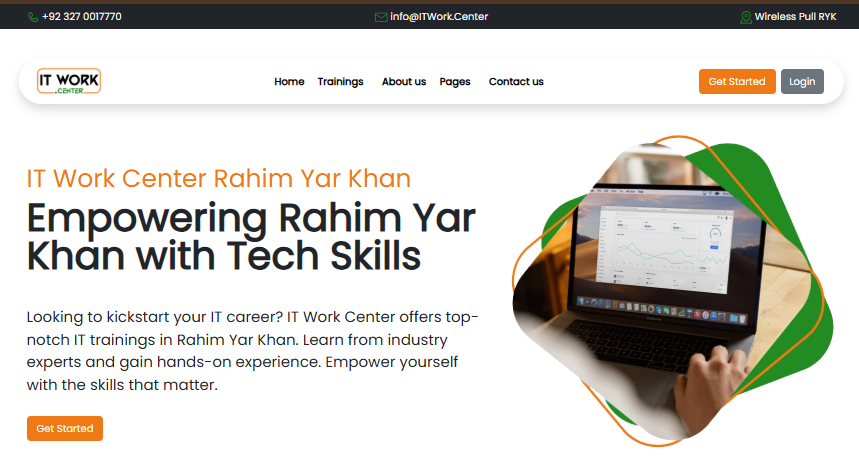 +92 327 0017770
info@ITWork.Center
Wireless Pull RYK
IT WORK
.CENTER
Home
Trainings
About us
Pages
Contact us
Get Started
Login
IT Work Center Rahim Yar Khan
Empowering Rahim Yar
Khan with Tech Skills
Looking to kickstart your IT career? IT Work Center offers top-
notch IT trainings in Rahim Yar Khan. Learn from industry
experts and gain hands-on experience. Empower yourself
with the skills that matter.
Get Started